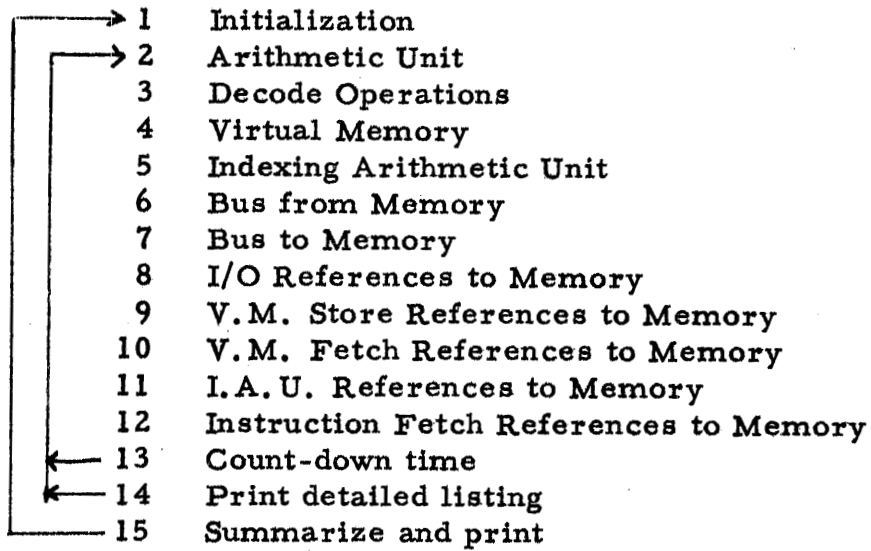 1 Initialization
2 Arithmetic Unit
3 Decode Operations
4 Virtual Memory
5 Indexing Arithmetic Unit
6 Bus from Memory
7 Bus to Memory
8 I/O References to Memory
9 V.M. Store References to Memory
10 V.M. Fetch References to Memory
11 I.A.U. References to Memory
12 Instruction Fetch References to Memory
13 Count-down time
14 Print detailed listing
15 Summarize and print